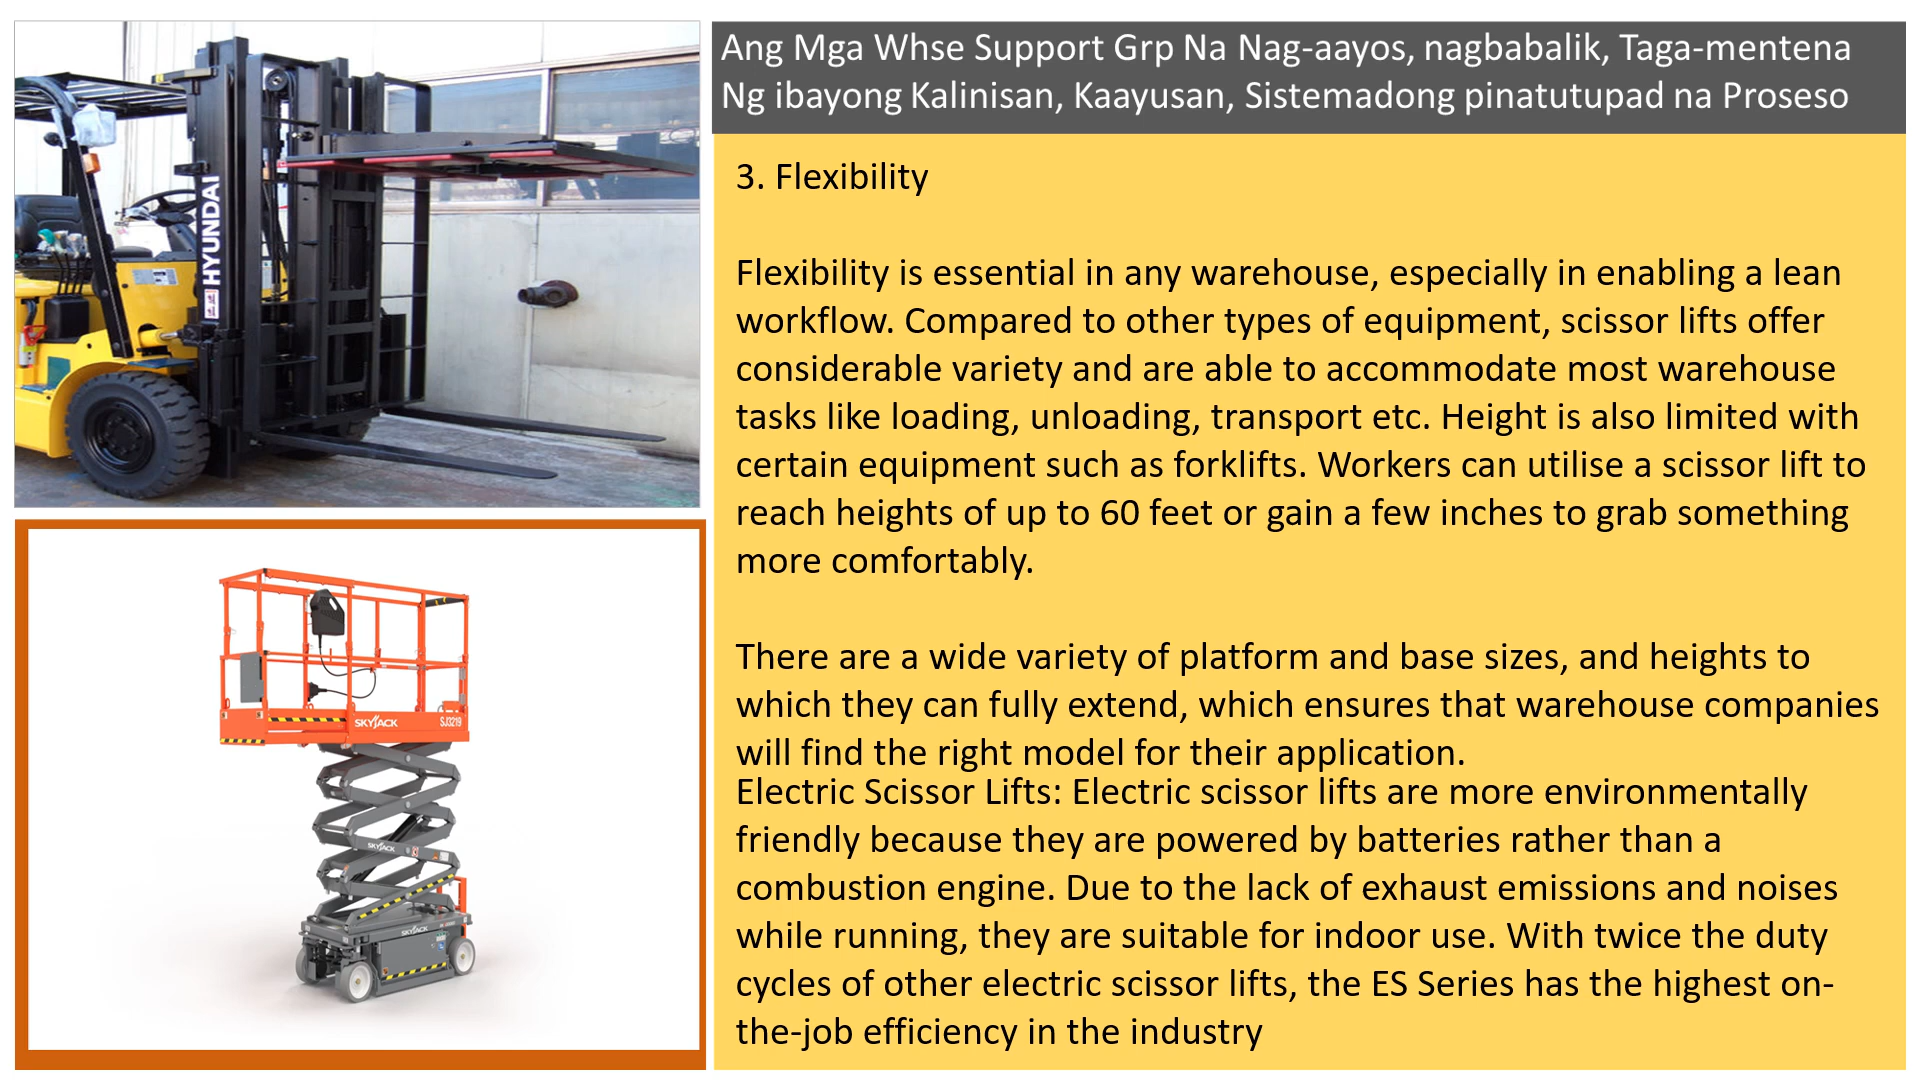 Ang Mga Whse Support Grp Na Nag-aayos, nagbabalik, Taga-mentena
Ng ibayong Kalinisan, Kaayusan, Sistemadong pinatutupad na Proseso
HYUNDAI
3. Flexibility
Flexibility is essential in any warehouse, especially in enabling a lean
workflow. Compared to other types of equipment, scissor lifts offer
considerable variety and are able to accommodate most warehouse
tasks like loading, unloading, transport etc. Height is also limited with
certain equipment such as forklifts. Workers can utilise a scissor lift to
reach heights of up to 60 feet or gain a few inches to grab something
more comfortably.
There are a wide variety of platform and base sizes, and heights to
which they can fully extend, which ensures that warehouse companies
will find the right model for their application.
Electric Scissor Lifts: Electric scissor lifts are more environmentally
friendly because they are powered by batteries rather than a
combustion engine. Due to the lack of exhaust emissions and noises
while running, they are suitable for indoor use. With twice the duty
cycles of other electric scissor lifts, the ES Series has the highest on-
the-job efficiency in the industry
SKYJACK
SJ3219
SKYJACK
SKYJACK